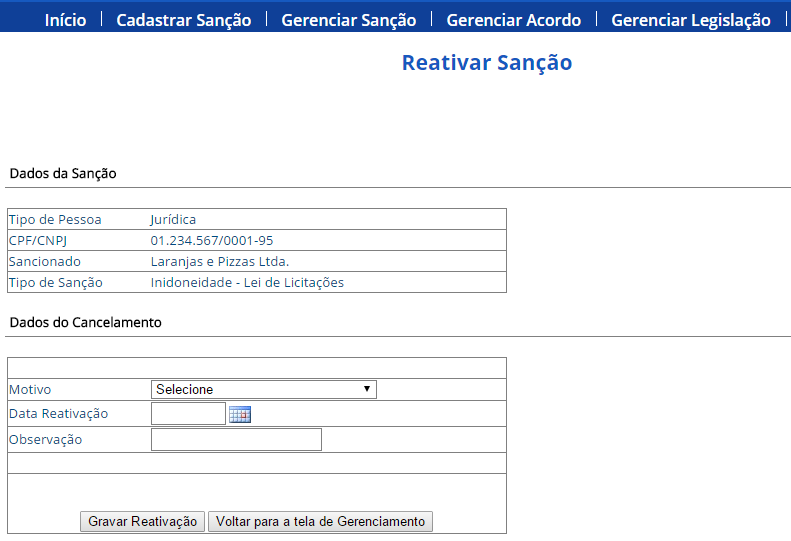 Início Cadastrar Sanção Gerenciar Sanção Gerenciar Acordo Gerenciar Legislação
Reativar Sanção
Dados da Sanção
Tipo de Pessoa Jurídica
CPF/CNPJ 01.234.567/0001-95
Sancionado Laranjas e Pizzas Ltda.
Tipo de Sanção Inidoneidade - Lei de Licitações
Dados do Cancelamento
Motivo Selecione
Data Reativação
Observação
Gravar Reativação Voltar para a tela de Gerenciamento